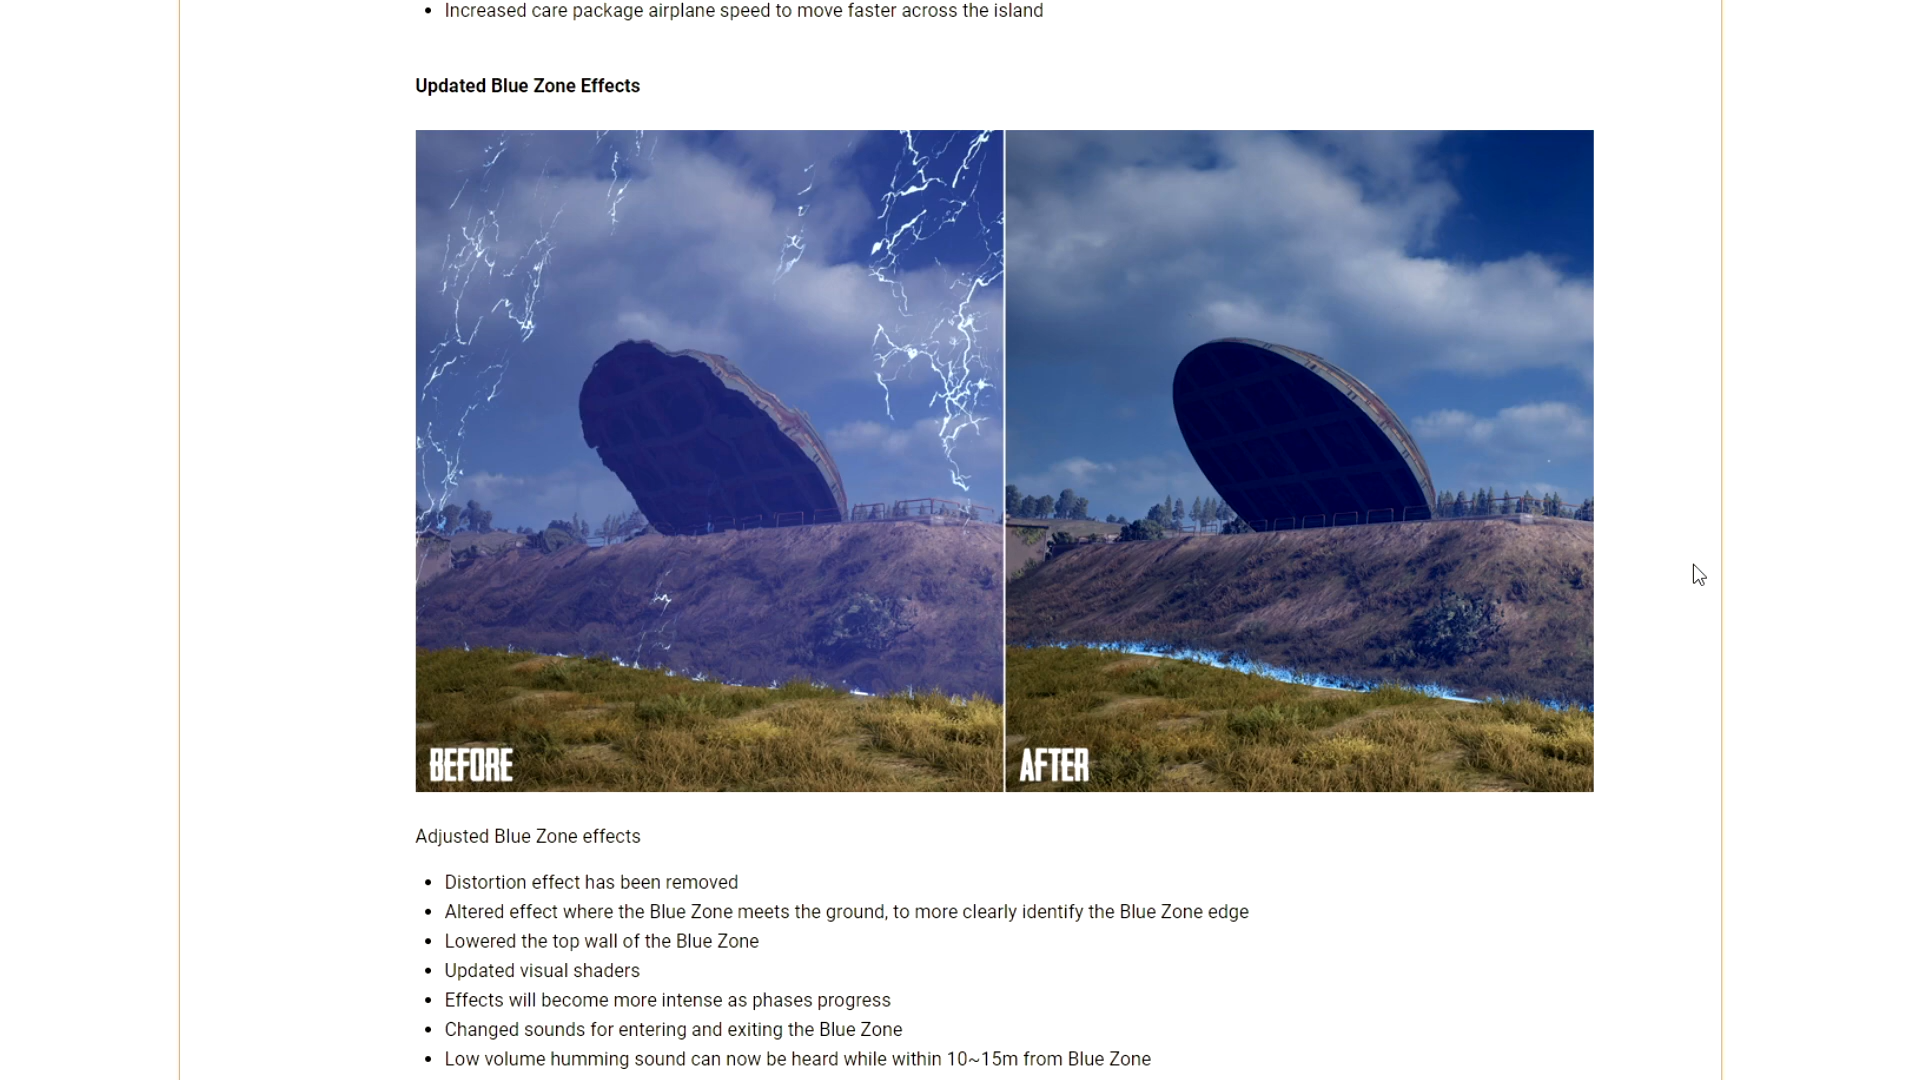 Increased care package airplane speed to move faster across the island
Updated Blue Zone Effects
BEFORE
AFTER
Adjusted Blue Zone effects
Distortion effect has been removed
Altered effect where the Blue Zone meets the ground, to more clearly identify the Blue Zone edge
Lowered the top wall of the Blue Zone
Updated visual shaders
Effects will become more intense as phases progress
Changed sounds for entering and exiting the Blue Zone
Low volume humming sound can now be heard while within 10~15m from Blue Zone